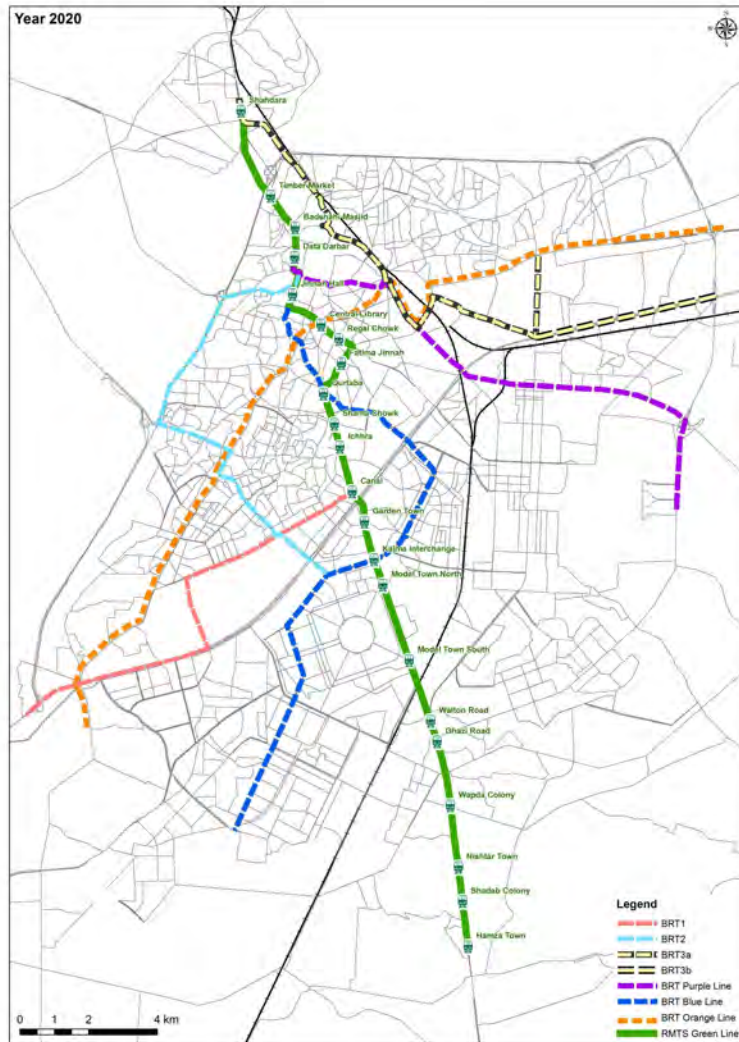 Year 2020
Shahdara
Timber Market
Badshahi Masjid
Data Darbar
Central Library
Regal Chowk
Fatima Jinnah
Qurtaba
Shama Chowk
Ichhra
Canal
Garden Town
Kalma Interchange
Model Town North
Model Town South
Walton Road
Ghazi Road
Wapda Colony
Nishtar Town
Shadab Colony
Hamza Town
Legend
BRT1
BRT2
BRT3a
BRT3b
BRT Purple Line
BRT Blue Line
BRT Orange Line
RMTS Green Line
0 1 2 4 km